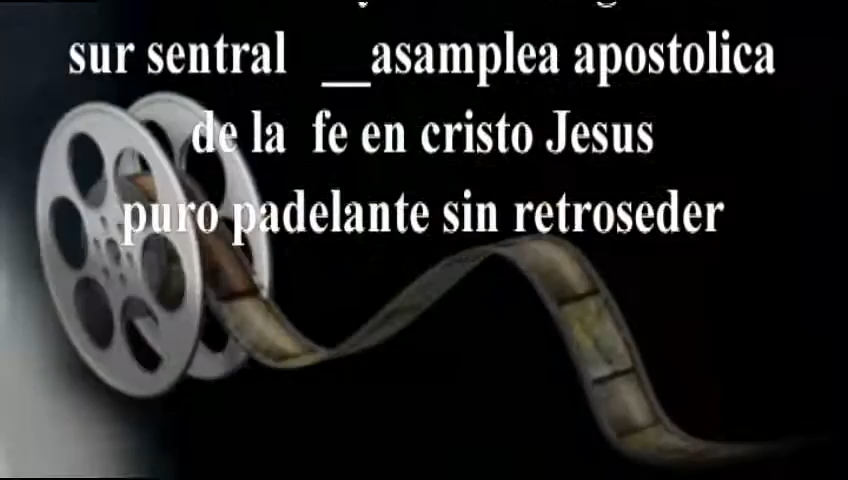 sur sentral __asamplea apostolica
de la fe en cristo Jesus
puro padelante sin retroseder